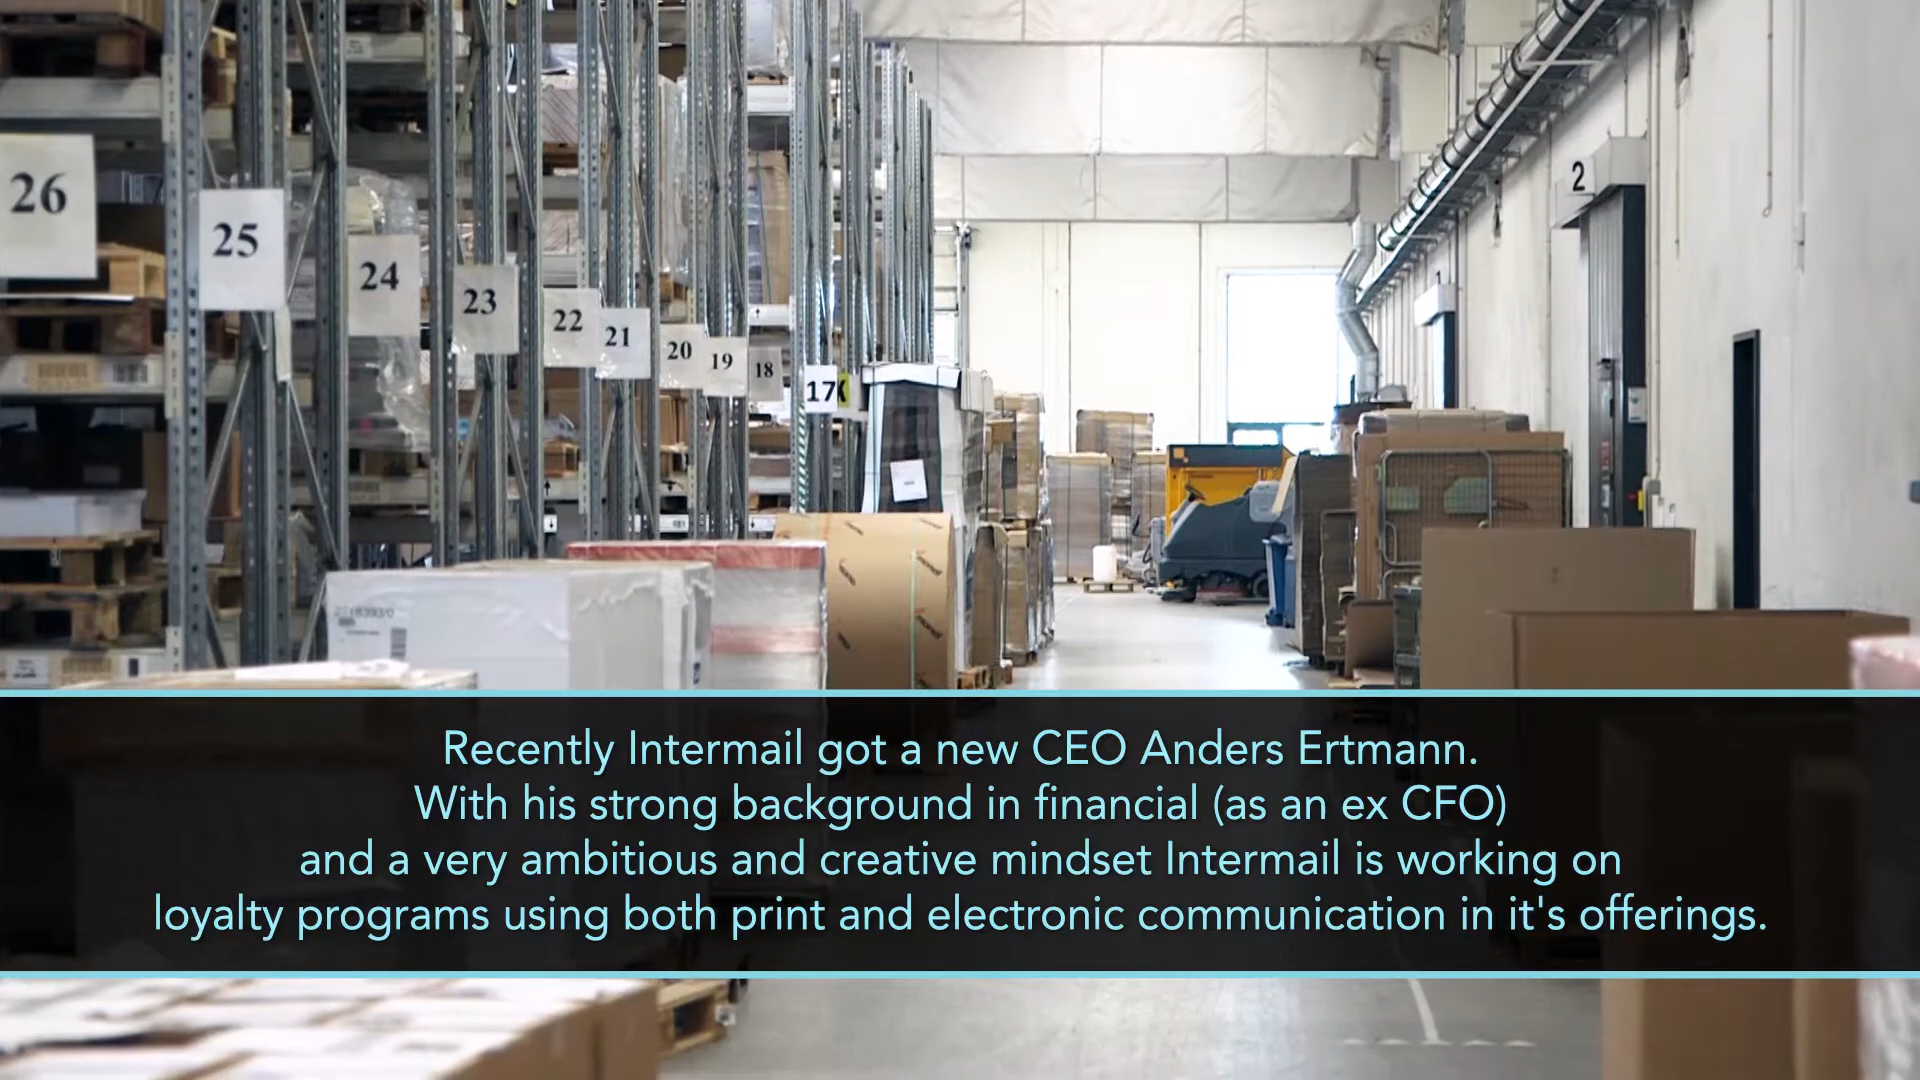 26
25
24
23
22
21
20
19
18
17
2
Recently Intermail got a new CEO Anders Ertmann.
With his strong background in financial (as an ex CFO)
and a very ambitious and creative mindset Intermail is working on
loyalty programs using both print and electronic communication in it's offerings.